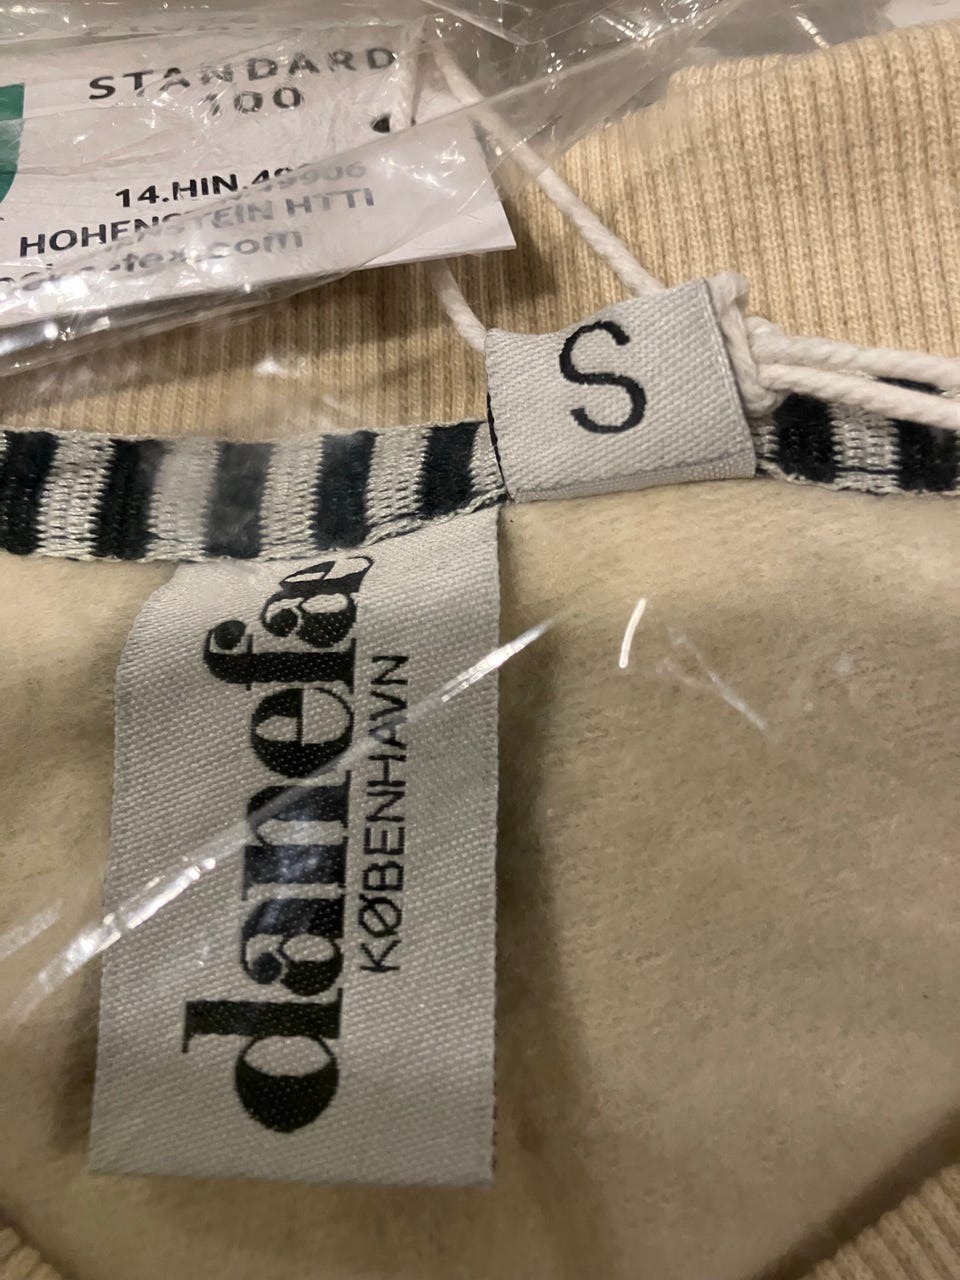 STANDARD
100
14.HIN.49906
HOHENSTEIN HTTI
S
danefæ
KØBENHAVN